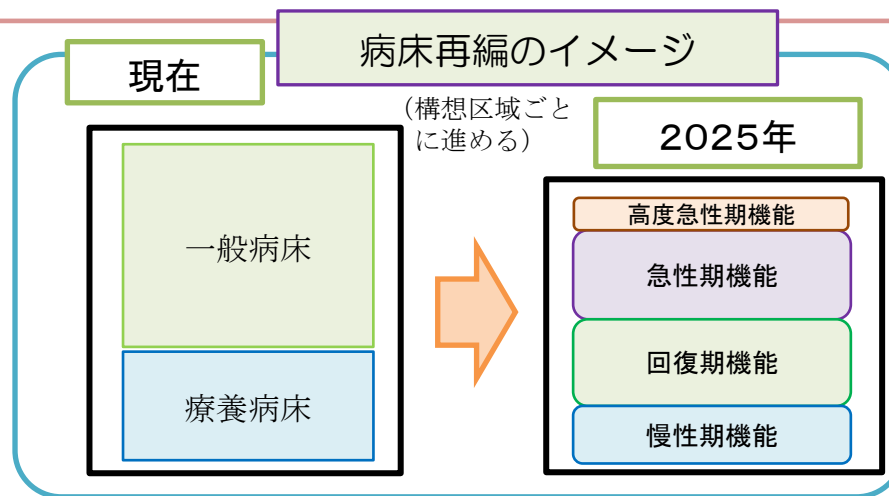 病床再編のイメージ
現在
(構想区域ごと
に進める)
2025年
一般病床
療養病床
高度急性期機能
急性期機能
回復期機能
慢性期機能